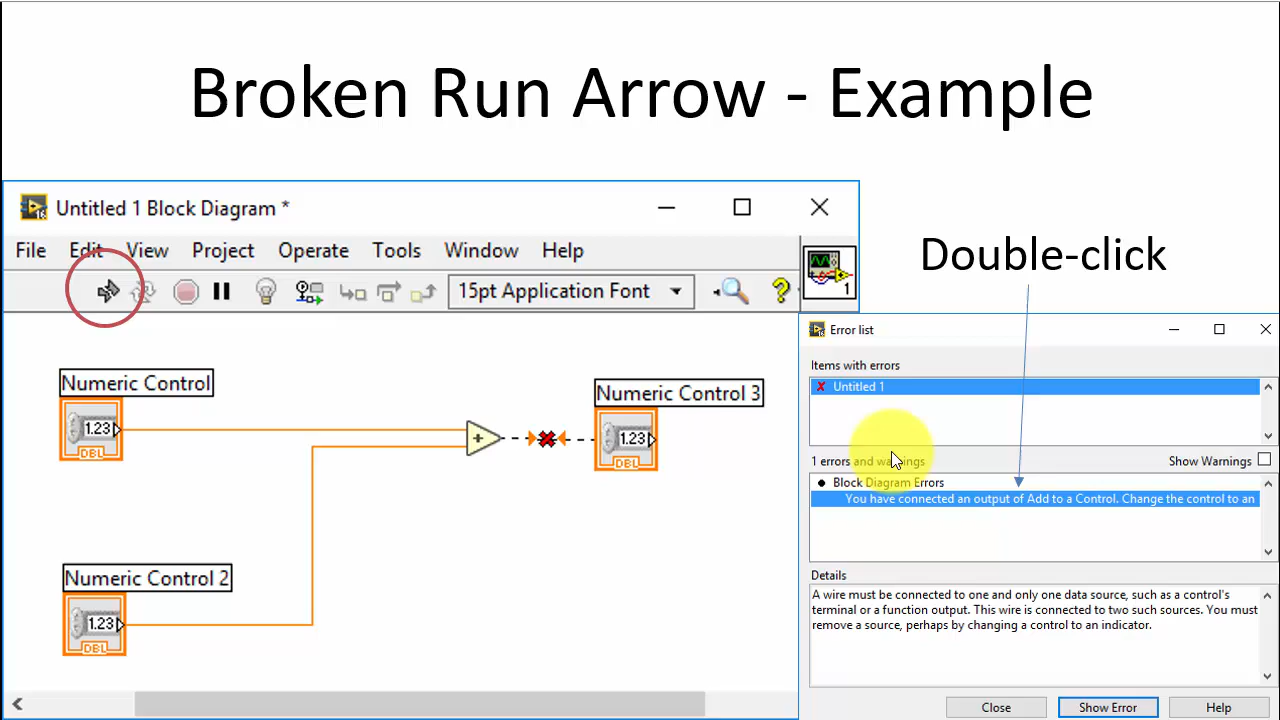 Broken Run Arrow - Example
Untitled 1 Block Diagram *
File Edit View Project Operate Tools Window Help
15pt Application Font
1
Double-click
Numeric Control
1.23
DBL
Numeric Control 3
1.23
DBL
Numeric Control 2
1.23
DBL
Error list
Items with errors
Untitled 1
1 errors and warnings
Show Warnings
Block Diagram Errors
You have connected an output of Add to a Control. Change the control to an
Details
A wire must be connected to one and only one data source, such as a control's
terminal or a function output. This wire is connected to two such sources. You must
remove a source, perhaps by changing a control to an indicator.
Close Show Error Help